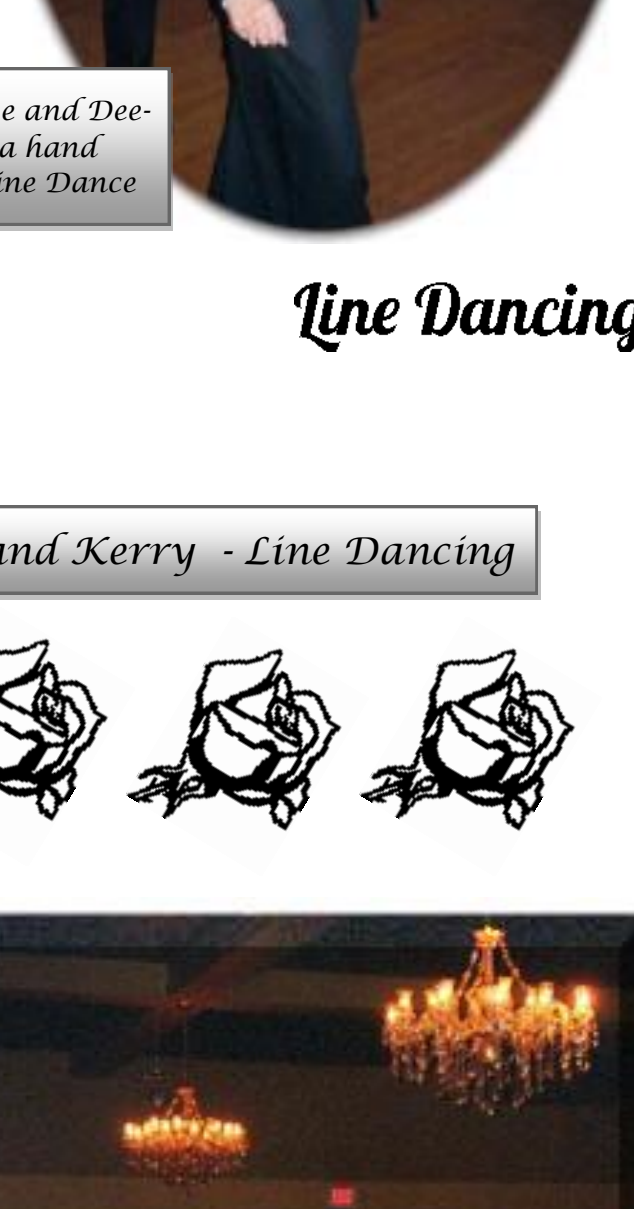 e and Dee-
a hand
ine Dance
Line Dancing
and Kerry - Line Dancing